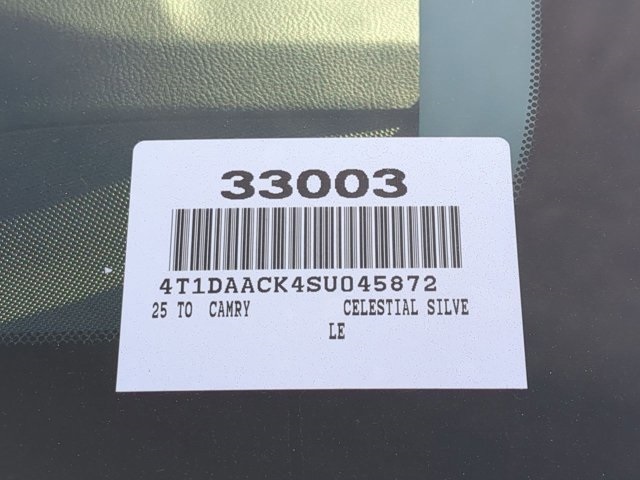 33003
4T1DAACK4SU045872
25 TO CAMRY CELESTIAL SILVE
LE